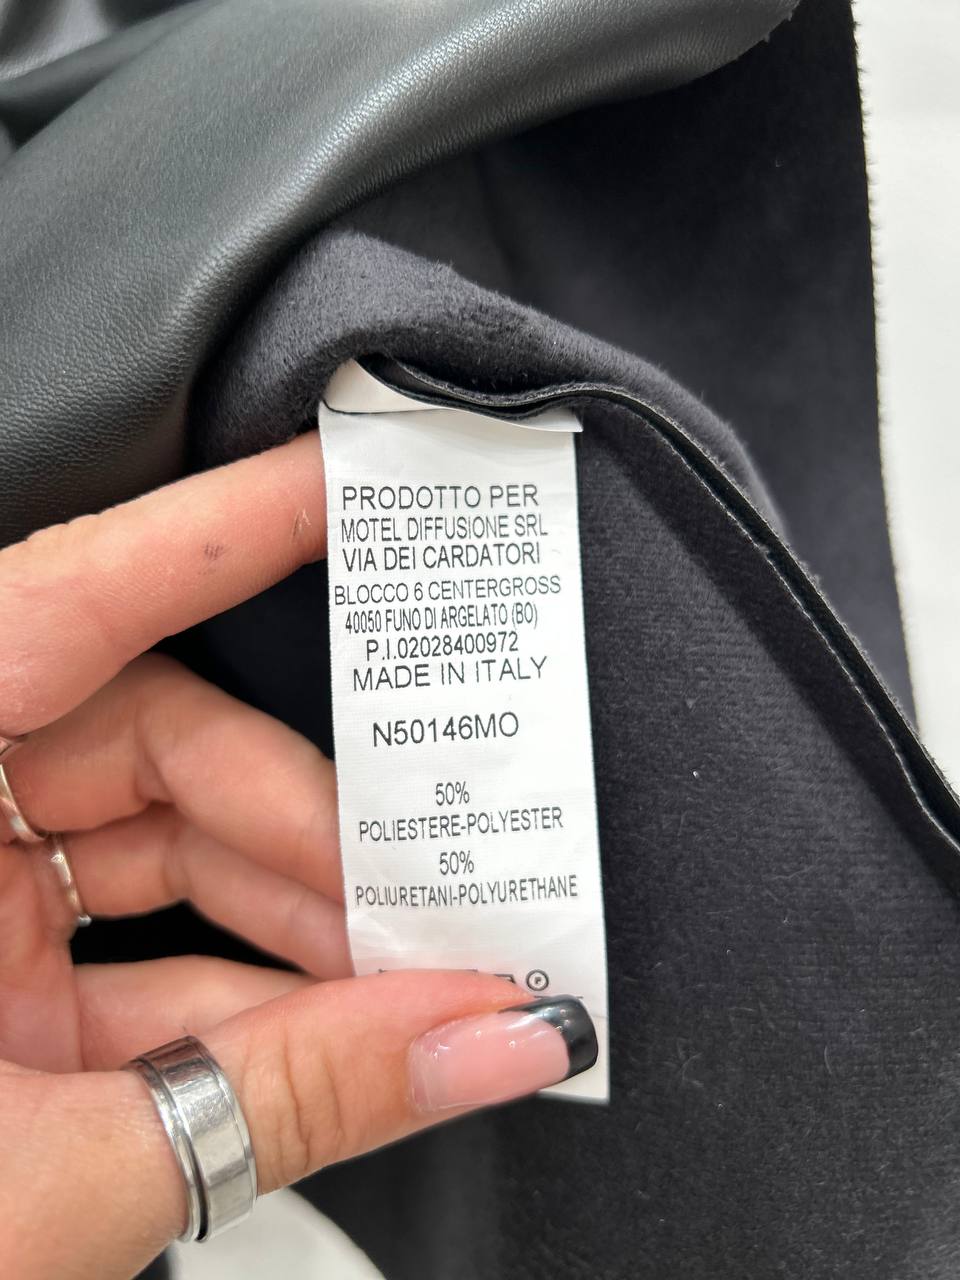 PRODOTTO PER
MOTEL DIFFUSIONE SRL
VIA DEI CARDATORI
BLOCCO 6 CENTERGROSS
40050 FUNO DI ARGELATO (BO)
P.I.02028400972
MADE IN ITALY
N50146MO
50%
POLIESTERE-POLYESTER
50%
POLIURETANI-POLYURETHANE
P